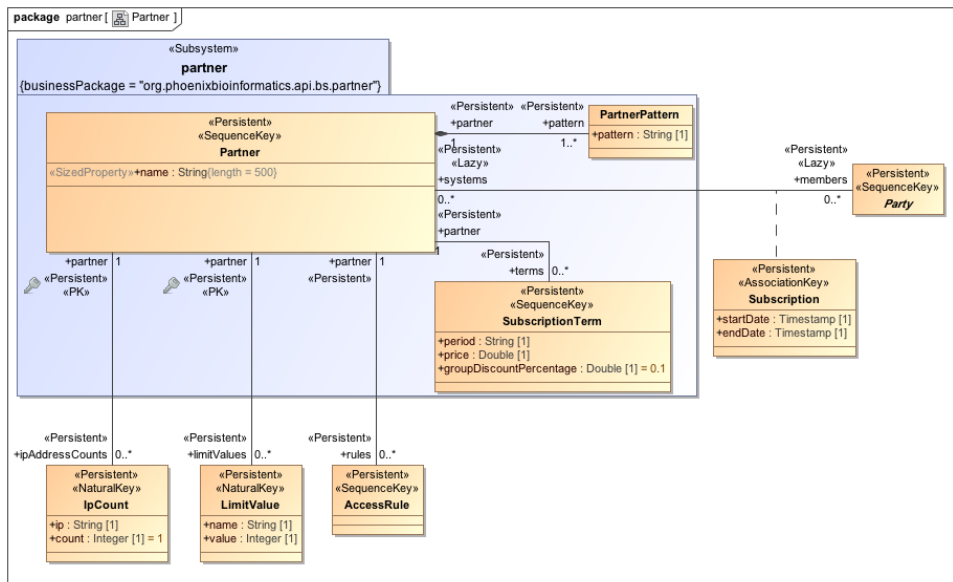 package partner [ Partner ]
«Subsystem»
partner
{businessPackage = "org.phoenixbioinformatics.api.bs.partner"}
«Persistent»
«SequenceKey»
Partner
«SizedProperty»+name : String{length = 500}
«Persistent» «Persistent»
+partner +pattern
1 1..*
PartnerPattern
+pattern : String [1]
«Persistent»
«Lazy»
+systems
0..*
«Persistent»
«Lazy»
+members
0..*
«Persistent»
«SequenceKey»
Party
«Persistent»
+partner
1
«Persistent»
+terms 0..*
«Persistent»
«SequenceKey»
SubscriptionTerm
+period : String [1]
+price : Double [1]
+groupDiscountPercentage : Double [1] = 0.1
«Persistent»
«AssociationKey»
Subscription
+startDate : Timestamp [1]
+endDate : Timestamp [1]
+partner 1
«Persistent»
«PK»
+partner 1
«Persistent»
«PK»
+partner 1
«Persistent»
«Persistent»
+ipAddressCounts 0..*
«Persistent»
+limitValues 0..*
«Persistent»
+rules 0..*
«Persistent»
«NaturalKey»
IpCount
+ip : String [1]
+count : Integer [1] = 1
«Persistent»
«NaturalKey»
LimitValue
+name : String [1]
+value : Integer [1]
«Persistent»
«SequenceKey»
AccessRule